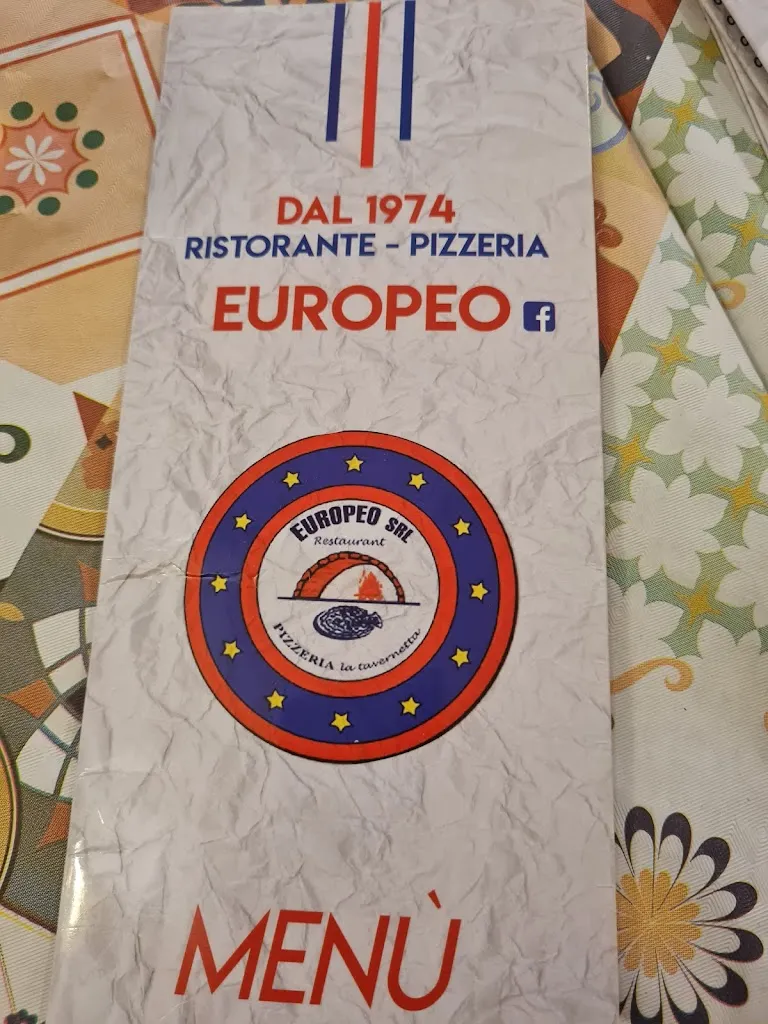 DAL 1974
RISTORANTE - PIZZERIA
EUROPEO f
EUROPEO SRL
Restaurant
PIZZERIA la tavernetta
MENÙ